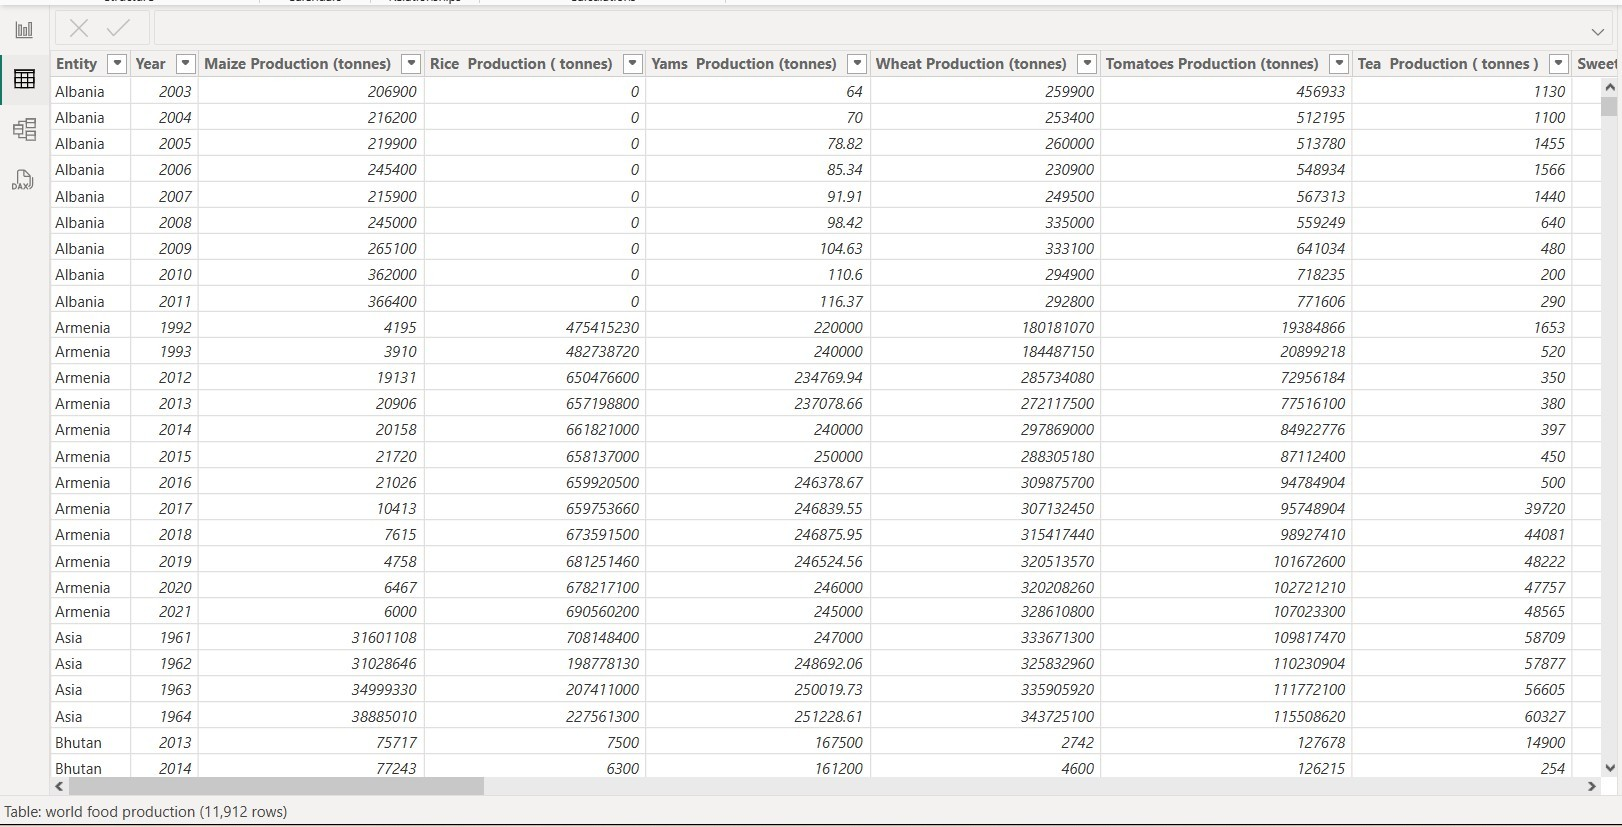 Entity Year Maize Production (tonnes) Rice Production ( tonnes) Yams Production (tonnes) Wheat Production (tonnes) Tomatoes Production (tonnes) Tea Production ( tonnes ) Sweet
Albania 2003 206900 0 64 259900 456933 1130
Albania 2004 216200 0 70 253400 512195 1100
Albania 2005 219900 0 78.82 260000 513780 1455
Albania 2006 245400 0 85.34 230900 548934 1566
Albania 2007 215900 0 91.91 249500 567313 1440
Albania 2008 245000 0 98.42 335000 559249 640
Albania 2009 265100 0 104.63 333100 641034 480
Albania 2010 362000 0 110.6 294900 718235 200
Albania 2011 366400 0 116.37 292800 771606 290
Armenia 1992 4195 475415230 220000 180181070 19384866 1653
Armenia 1993 3910 482738720 240000 184487150 20899218 520
Armenia 2012 19131 650476600 234769.94 285734080 72956184 350
Armenia 2013 20906 657198800 237078.66 272117500 77516100 380
Armenia 2014 20158 661821000 240000 297869000 84922776 397
Armenia 2015 21720 658137000 250000 288305180 87112400 450
Armenia 2016 21026 659920500 246378.67 309875700 94784904 500
Armenia 2017 10413 659753660 246839.55 307132450 95748904 39720
Armenia 2018 7615 673591500 246875.95 315417440 98927410 44081
Armenia 2019 4758 681251460 246524.56 320513570 101672600 48222
Armenia 2020 6467 678217100 246000 320208260 102721210 47757
Armenia 2021 6000 690560200 245000 328610800 107023300 48565
Asia 1961 31601108 708148400 247000 333671300 109817470 58709
Asia 1962 31028646 198778130 248692.06 325832960 110230904 57877
Asia 1963 34999330 207411000 250019.73 335905920 111772100 56605
Asia 1964 38885010 227561300 251228.61 343725100 115508620 60327
Bhutan 2013 75717 7500 167500 2742 127678 14900
Bhutan 2014 77243 6300 161200 4600 126215 254
DAX
Table: world food production (11,912 rows)